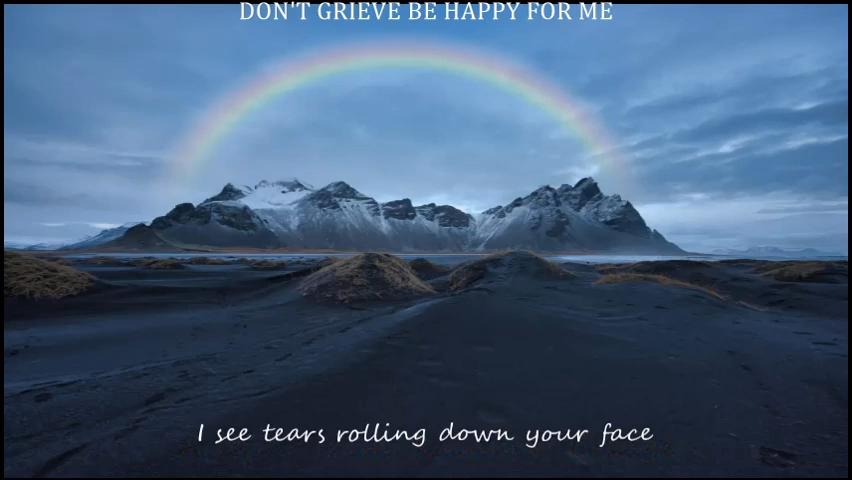 DON'T GRIEVE BE HAPPY FOR ME
I see tears rolling down your face